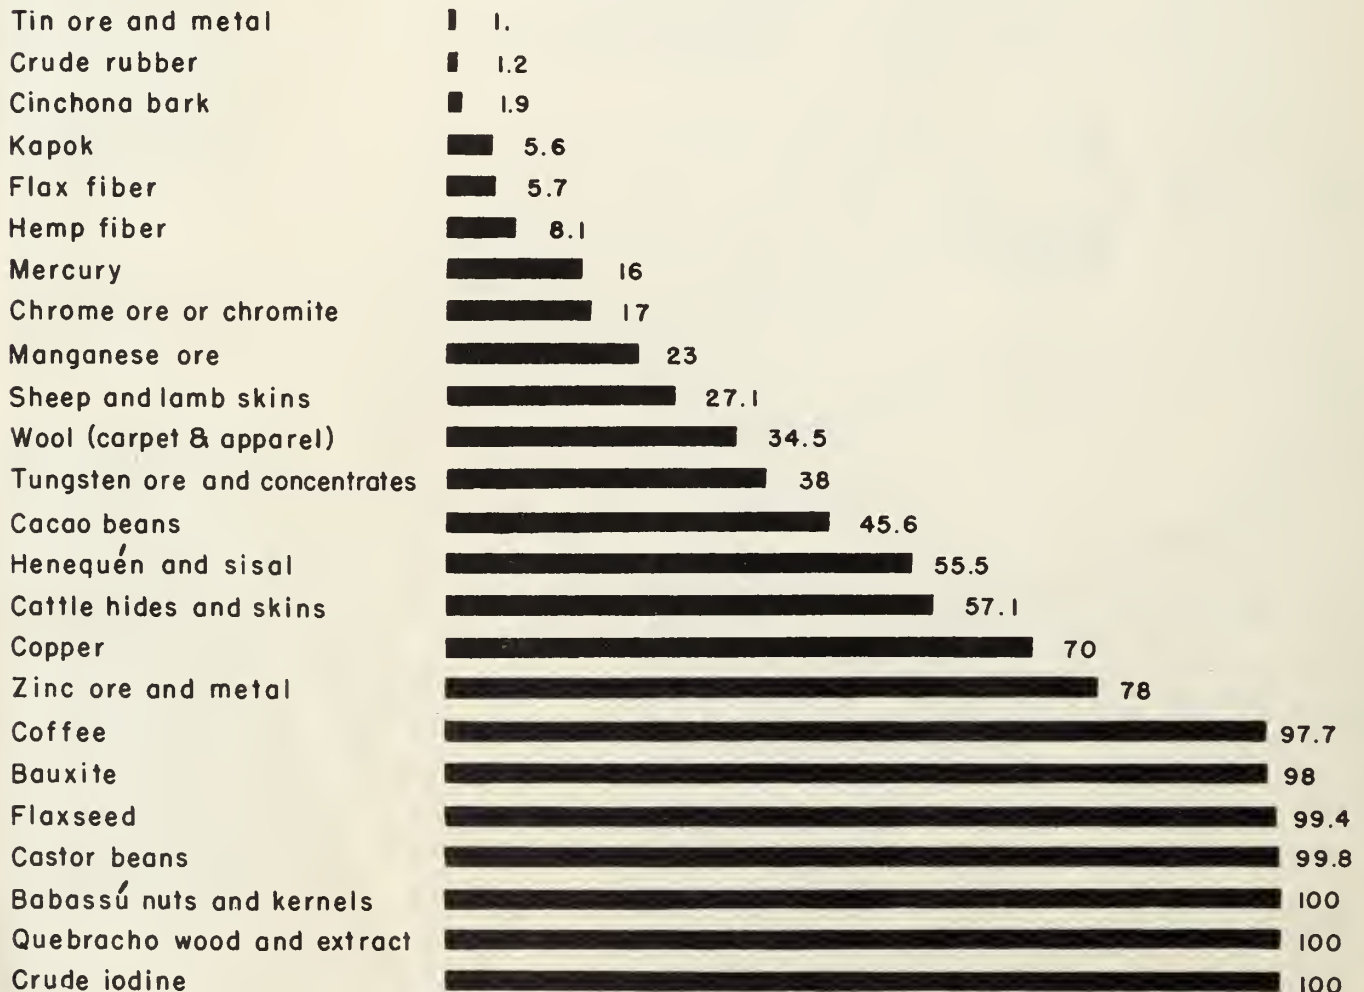 Tin ore and metal 1.
Crude rubber 1.2
Cinchona bark 1.9
Kapok 5.6
Flax fiber 5.7
Hemp fiber 8.1
Mercury 16
Chrome ore or chromite 17
Manganese ore 23
Sheep and lamb skins 27.1
Wool (carpet & apparel) 34.5
Tungsten ore and concentrates 38
Cacao beans 45.6
Henequén and sisal 55.5
Cattle hides and skins 57.1
Copper 70
Zinc ore and metal 78
Coffee 97.7
Bauxite 98
Flaxseed 99.4
Castor beans 99.8
Babassú nuts and kernels 100
Quebracho wood and extract 100
Crude iodine 100